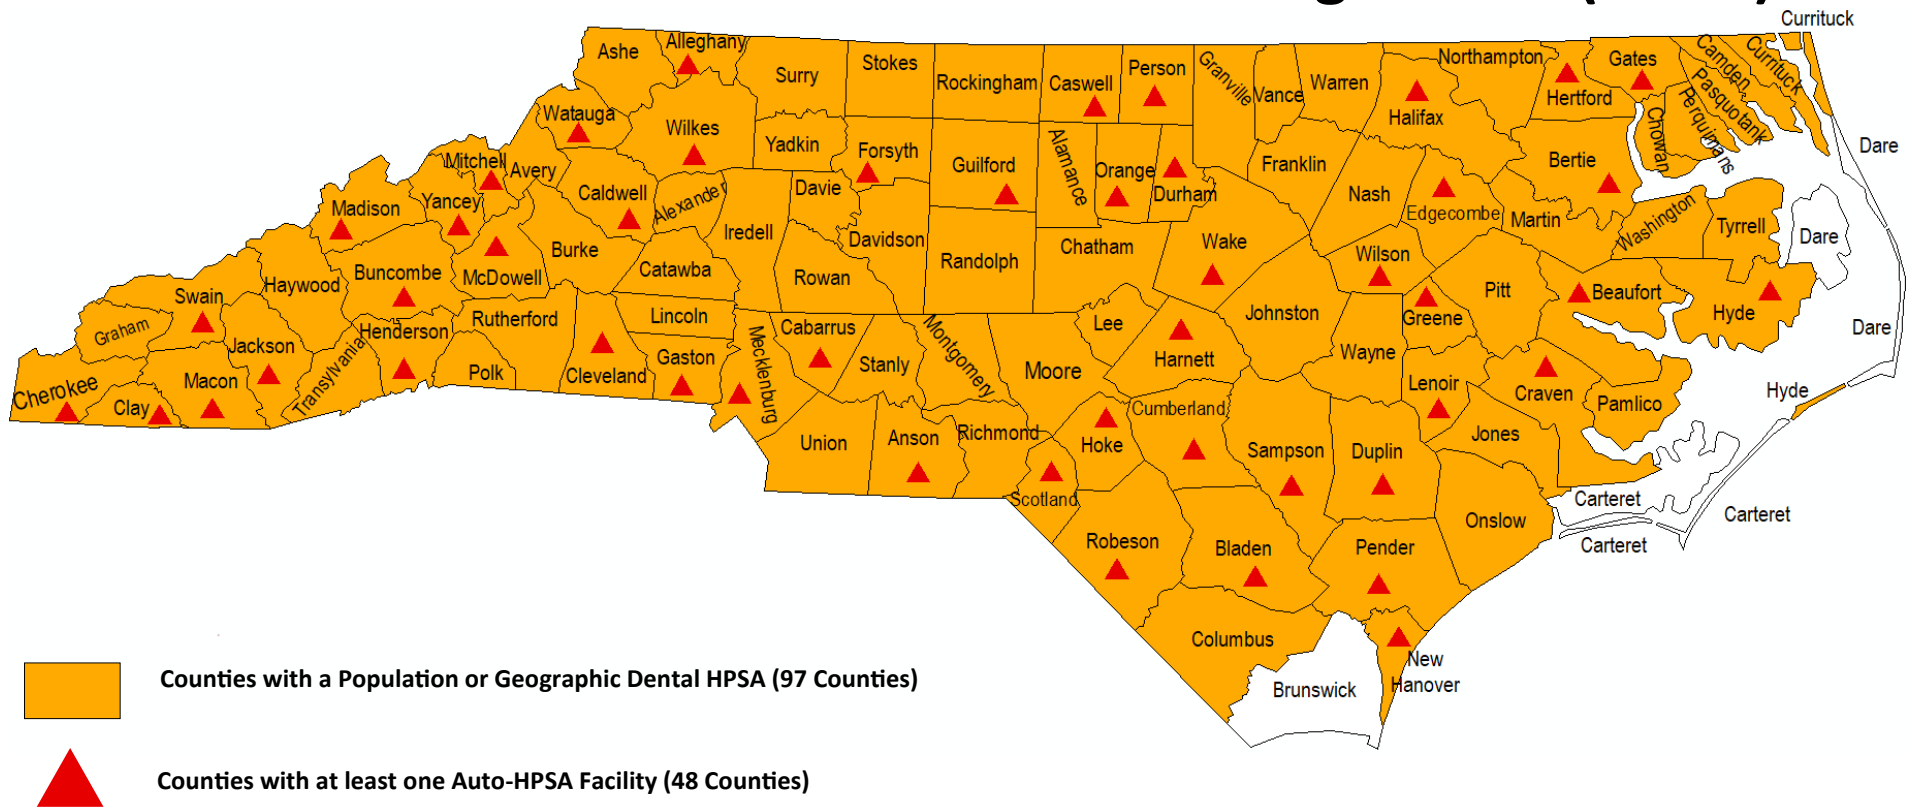 Currituck
Ashe
Alleghany
Surry
Stokes
Rockingham
Caswell
Person
Granville
Vance
Warren
Northampton
Halifax
Hertford
Gates
Camden
Currituck
Pasquotank
Perquimans
Chowan
Dare
Watauga
Wilkes
Yadkin
Forsyth
Guilford
Alamance
Orange
Durham
Franklin
Nash
Edgecombe
Bertie
Martin
Washington
Tyrrell
Dare
Mitchell
Avery
Caldwell
Alexander
Davie
Iredell
Davidson
Randolph
Chatham
Wake
Wilson
Pitt
Beaufort
Hyde
Dare
Madison
Yancey
McDowell
Burke
Catawba
Rowan
Buncombe
Haywood
Swain
Graham
Rutherford
Lincoln
Cabarrus
Stanly
Montgomery
Moore
Lee
Harnett
Johnston
Greene
Wayne
Lenoir
Craven
Pamlico
Hyde
Cherokee
Clay
Macon
Jackson
Transylvania
Henderson
Polk
Cleveland
Gaston
Mecklenburg
Union
Anson
Richmond
Scotland
Hoke
Cumberland
Sampson
Duplin
Jones
Onslow
Carteret
Carteret
Carteret
Robeson
Bladen
Pender
Columbus
Brunswick
New
Hanover
Counties with a Population or Geographic Dental HPSA (97 Counties)
Counties with at least one Auto-HPSA Facility (48 Counties)